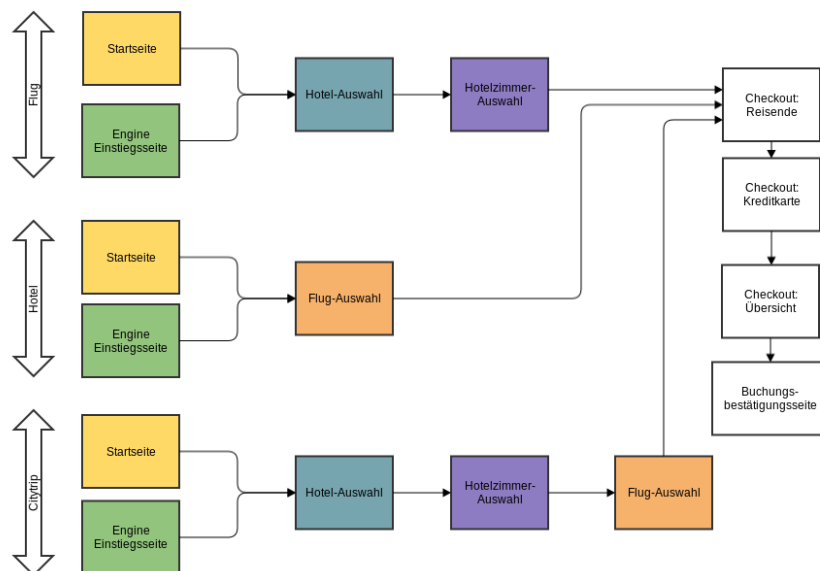 Flug
Startseite
Engine
Einstiegsseite
Hotel-Auswahl
Hotelzimmer-
Auswahl
Checkout:
Reisende
Checkout:
Kreditkarte
Hotel
Startseite
Engine
Einstiegsseite
Flug-Auswahl
Checkout:
Übersicht
Buchungs-
bestätigungsseite
Citytrip
Startseite
Engine
Einstiegsseite
Hotel-Auswahl
Hotelzimmer-
Auswahl
Flug-Auswahl